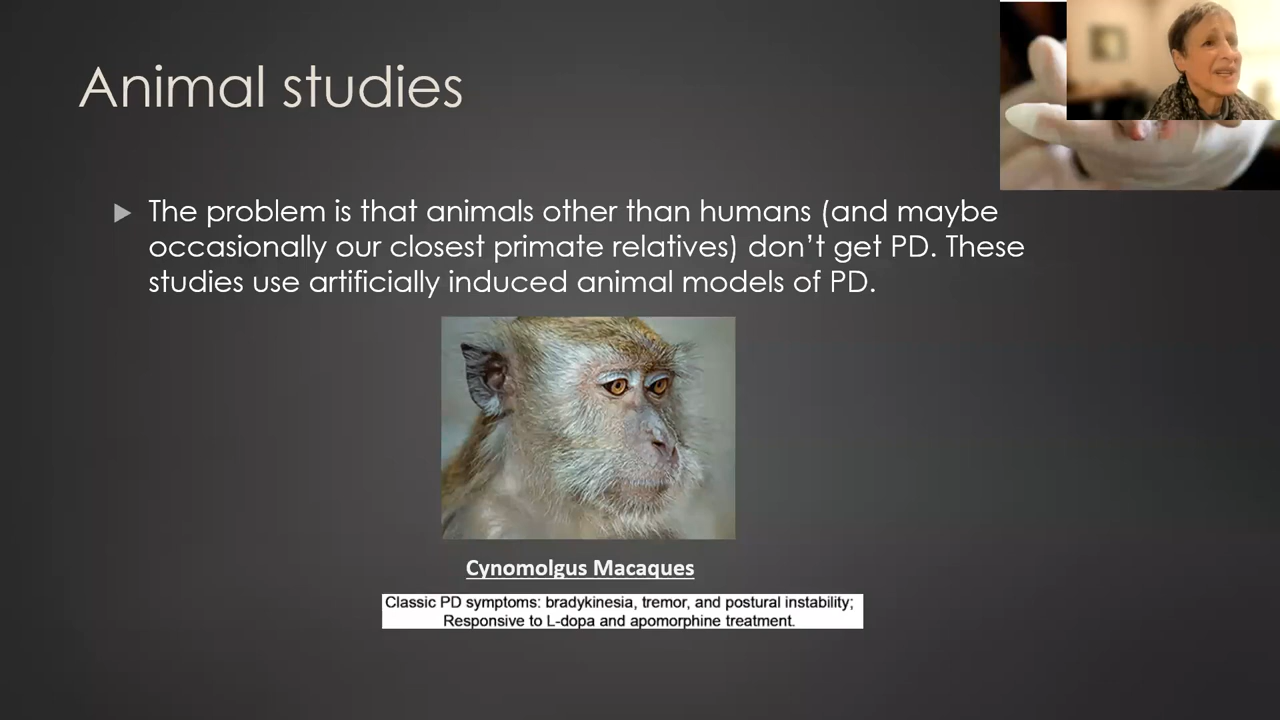 Animal studies
The problem is that animals other than humans (and maybe
occasionally our closest primate relatives) don’t get PD. These
studies use artificially induced animal models of PD.
Cynomolgus Macaques
Classic PD symptoms: bradykinesia, tremor, and postural instability;
Responsive to L-dopa and apomorphine treatment.